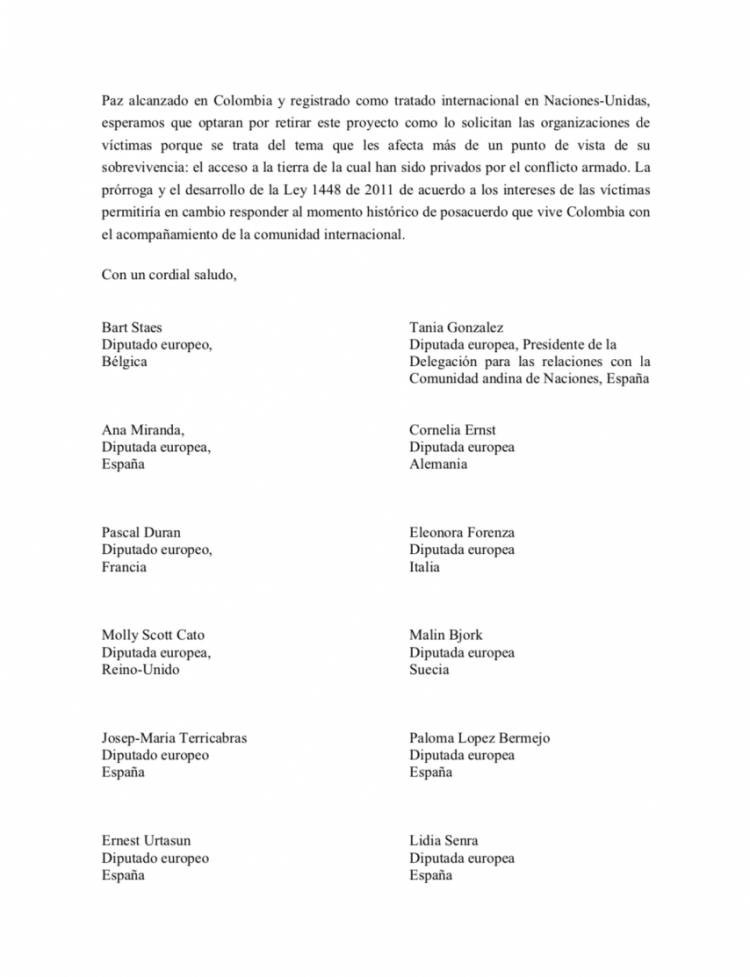 Paz alcanzado en Colombia y registrado como tratado internacional en Naciones-Unidas,
esperamos que optaran por retirar este proyecto como lo solicitan las organizaciones de
víctimas porque se trata del tema que les afecta más de un punto de vista de su
sobrevivencia: el acceso a la tierra de la cual han sido privados por el conflicto armado. La
prórroga y el desarrollo de la Ley 1448 de 2011 de acuerdo a los intereses de las víctimas
permitiría en cambio responder al momento histórico de posacuerdo que vive Colombia con
el acompañamiento de la comunidad internacional.
Con un cordial saludo,
Bart Staes
Diputado europeo,
Bélgica
Tania Gonzalez
Diputada europea, Presidente de la
Delegación para las relaciones con la
Comunidad andina de Naciones, España
Ana Miranda,
Diputada europea,
España
Cornelia Ernst
Diputada europea
Alemania
Pascal Duran
Diputado europeo,
Francia
Eleonora Forenza
Diputada europea
Italia
Molly Scott Cato
Diputada europea,
Reino-Unido
Malin Bjork
Diputada europea
Suecia
Josep-Maria Terricabras
Diputado europeo
España
Paloma Lopez Bermejo
Diputada europea
España
Ernest Urtasun
Diputado europeo
España
Lidia Senra
Diputada europea
España